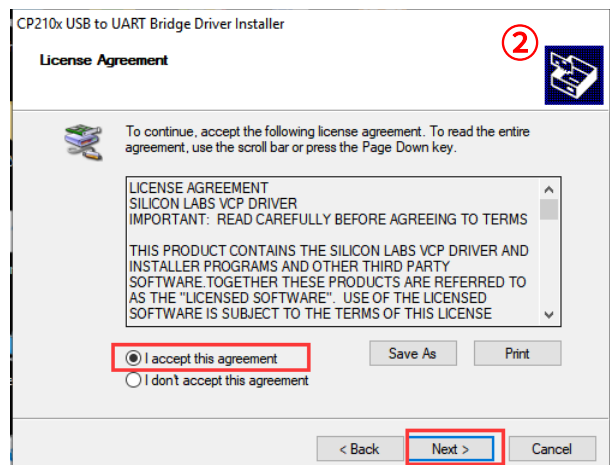 CP210x USB to UART Bridge Driver Installer
②
License Agreement
To continue, accept the following license agreement. To read the entire
agreement, use the scroll bar or press the Page Down key.
LICENSE AGREEMENT
SILICON LABS VCP DRIVER
IMPORTANT: READ CAREFULLY BEFORE AGREEING TO TERMS
THIS PRODUCT CONTAINS THE SILICON LABS VCP DRIVER AND
INSTALLER PROGRAMS AND OTHER THIRD PARTY
SOFTWARE.TOGETHER THESE PRODUCTS ARE REFERRED TO
AS THE "LICENSED SOFTWARE". USE OF THE LICENSED
SOFTWARE IS SUBJECT TO THE TERMS OF THIS LICENSE
I accept this agreement
Save As
Print
I don't accept this agreement
< Back
Next >
Cancel